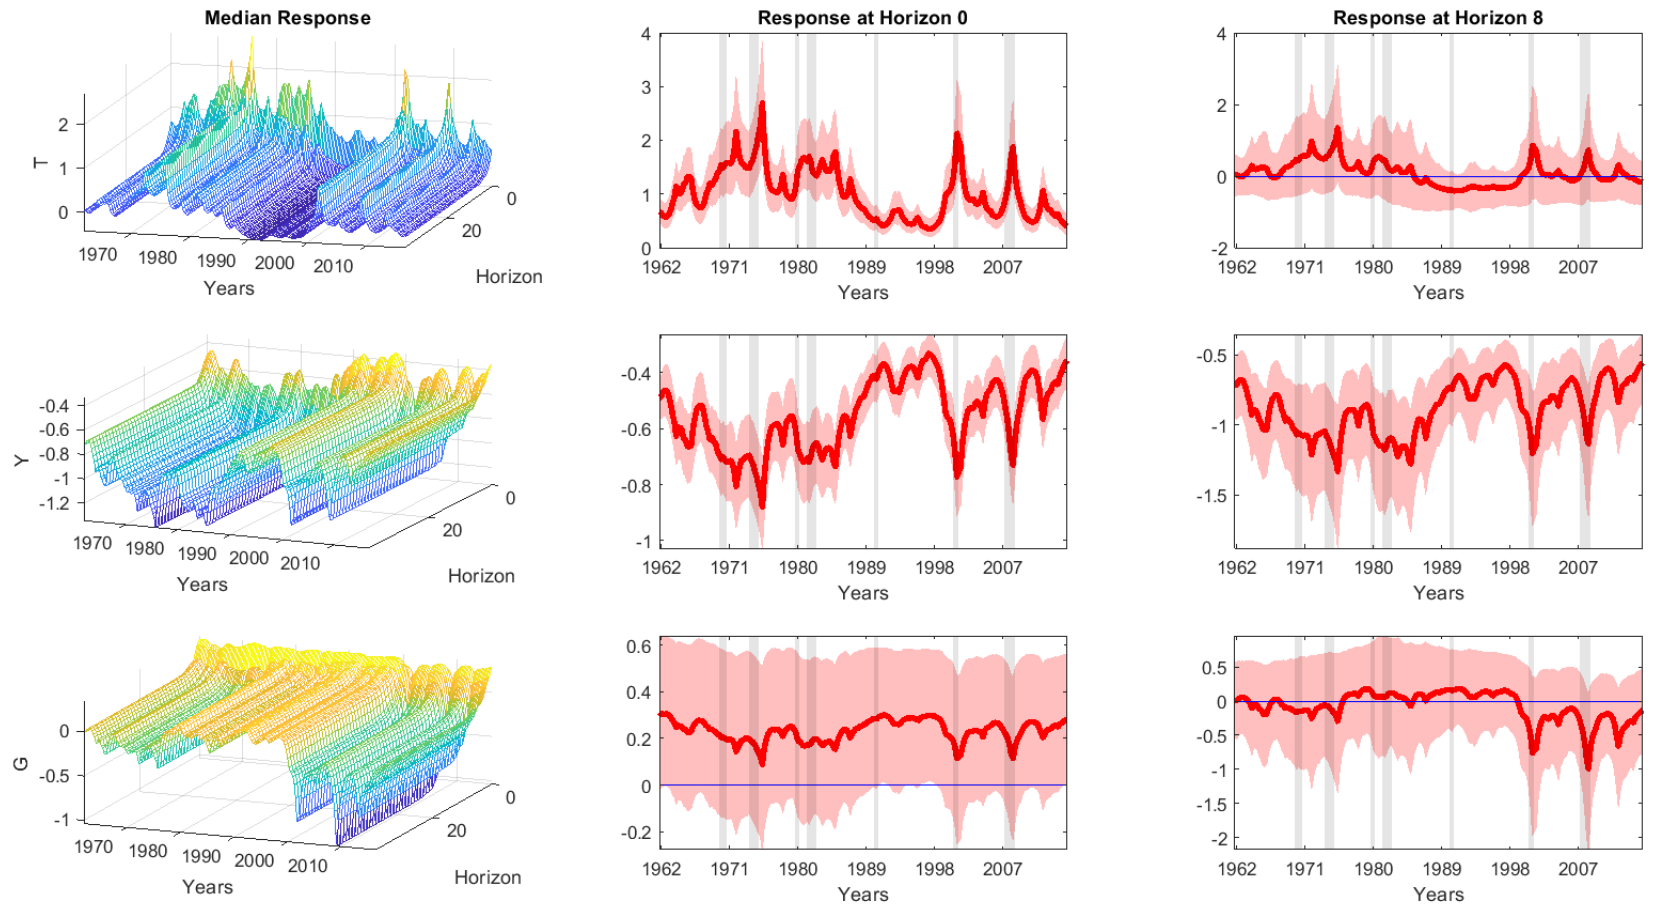 Median Response
Response at Horizon 0
Response at Horizon 8
T
2
1
0
1970
1980
1990
2000
2010
Years
0
20
Horizon
4
3
2
1
0
1962 1971 1980 1989 1998 2007
Years
4
2
0
-2
1962 1971 1980 1989 1998 2007
Years
Y
-0.4
-0.6
-0.8
-1
-1.2
1970
1980
1990
2000
2010
Years
0
20
Horizon
-0.4
-0.6
-0.8
-1
1962 1971 1980 1989 1998 2007
Years
-0.5
-1
-1.5
1962 1971 1980 1989 1998 2007
Years
G
0
-0.5
-1
1970
1980
1990
2000
2010
Years
0
20
Horizon
0.6
0.4
0.2
0
-0.2
1962 1971 1980 1989 1998 2007
Years
0.5
0
-0.5
-1
-1.5
-2
1962 1971 1980 1989 1998 2007
Years